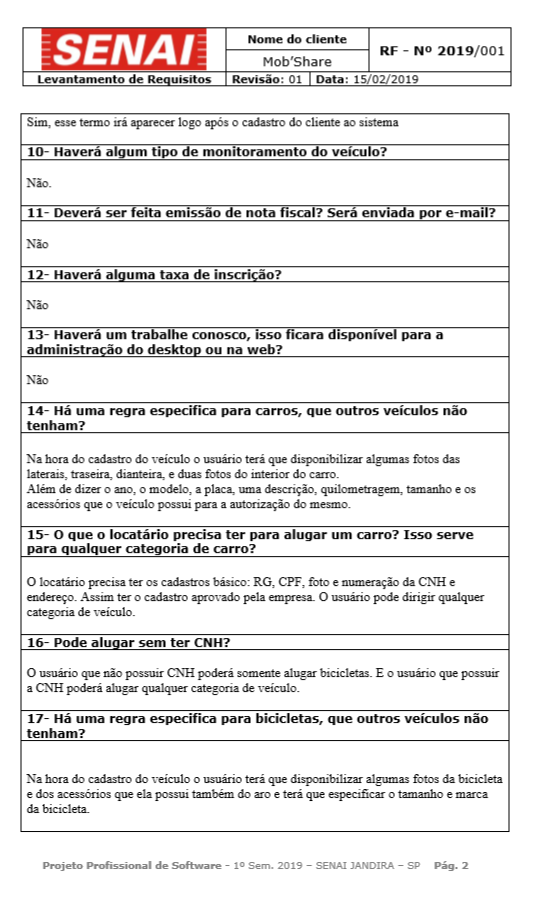 SENAI
Nome do cliente
Mob'Share
RF - Nº 2019/001
Levantamento de Requisitos
Revisão: 01
Data: 15/02/2019
Sim, esse termo irá aparecer logo após o cadastro do cliente ao sistema
10- Haverá algum tipo de monitoramento do veículo?
Não.
11- Deverá ser feita emissão de nota fiscal? Será enviada por e-mail?
Não
12- Haverá alguma taxa de inscrição?
Não
13- Haverá um trabalhe conosco, isso ficara disponível para a
administração do desktop ou na web?
Não
14- Há uma regra especifica para carros, que outros veículos não
tenham?
Na hora do cadastro do veículo o usuário terá que disponibilizar algumas fotos das
laterais, traseira, dianteira, e duas fotos do interior do carro.
Além de dizer o ano, o modelo, a placa, uma descrição, quilometragem, tamanho e os
acessórios que o veículo possui para a autorização do mesmo.
15- O que o locatário precisa ter para alugar um carro? Isso serve
para qualquer categoria de carro?
O locatário precisa ter os cadastros básico: RG, CPF, foto e numeração da CNH e
endereço. Assim ter o cadastro aprovado pela empresa. O usuário pode dirigir qualquer
categoria de veículo.
16- Pode alugar sem ter CNH?
O usuário que não possuir CNH poderá somente alugar bicicletas. E o usuário que possuir
a CNH poderá alugar qualquer categoria de veículo.
17- Há uma regra especifica para bicicletas, que outros veículos não
tenham?
Na hora do cadastro do veículo o usuário terá que disponibilizar algumas fotos da bicicleta
e dos acessórios que ela possui também do aro e terá que especificar o tamanho e marca
da bicicleta.
Projeto Profissional de Software - 1º Sem. 2019 – SENAI JANDIRA – SP Pág. 2